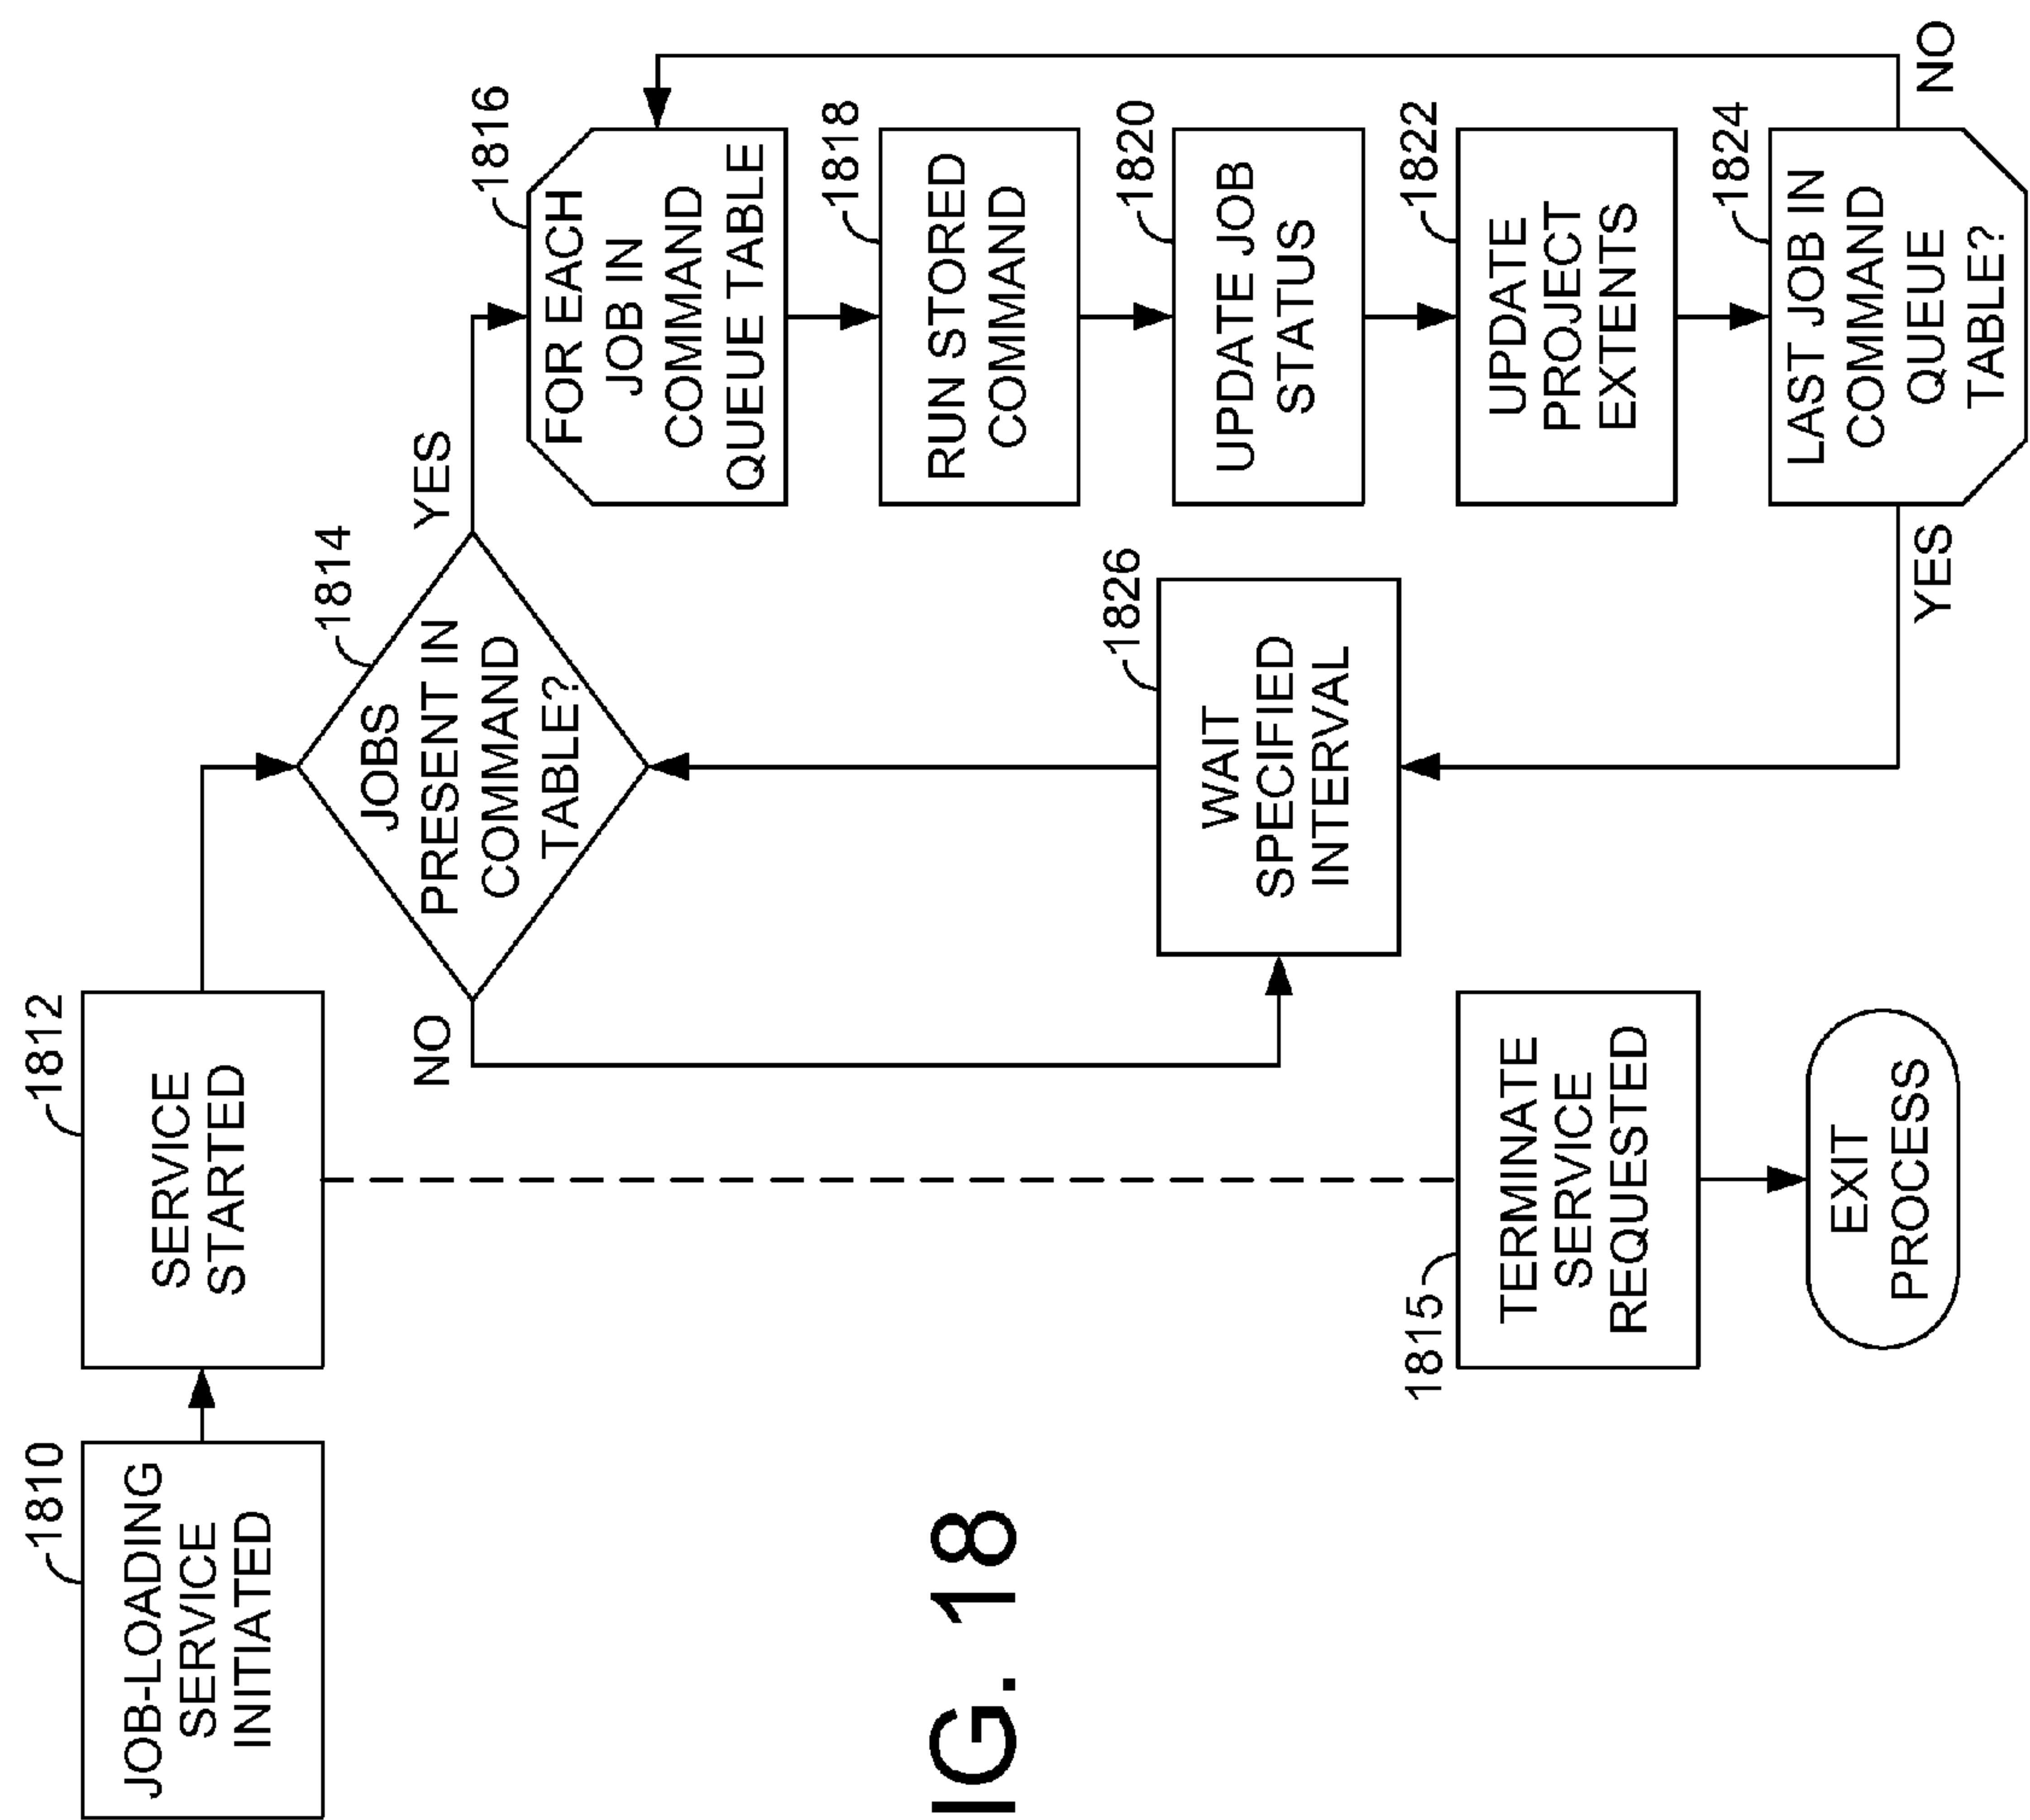 1810
JOB-LOADING
SERVICE
INITIATED
1812
SERVICE
STARTED
1814
JOBS
PRESENT IN
COMMAND
TABLE?
NO
YES
1816
FOR EACH
JOB IN
COMMAND
QUEUE TABLE
1818
RUN STORED
COMMAND
1820
UPDATE JOB
STATUS
1822
UPDATE
PROJECT
EXTENTS
1824
LAST JOB IN
COMMAND
QUEUE
TABLE?
NO
YES
1826
WAIT
SPECIFIED
INTERVAL
1815
TERMINATE
SERVICE
REQUESTED
EXIT
PROCESS
IG. 18